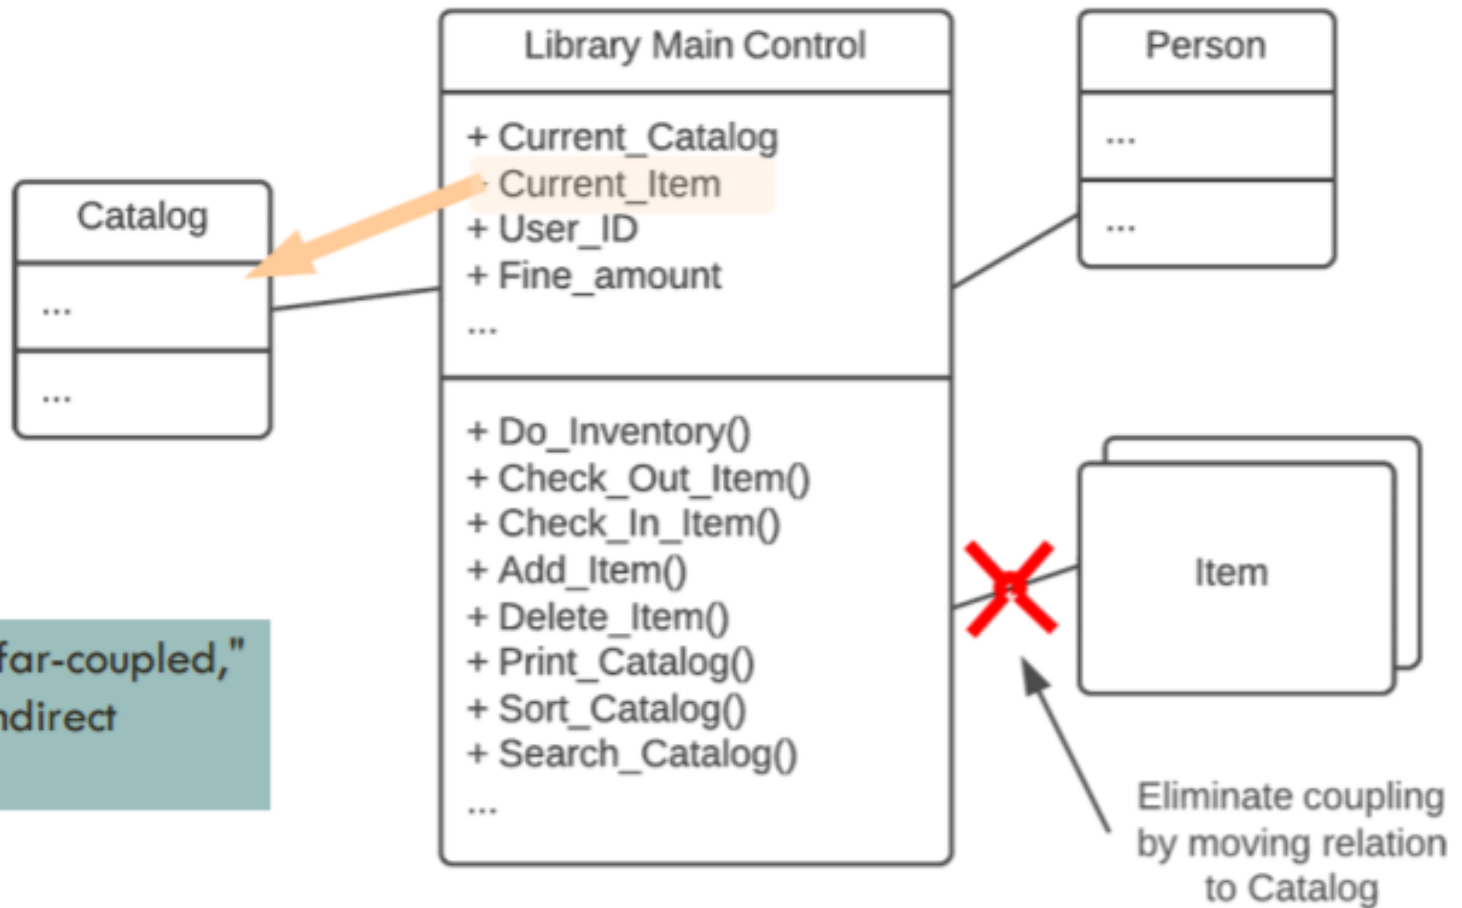 Library Main Control
+ Current_Catalog
- Current_Item
+ User_ID
+ Fine_amount
...
+ Do_Inventory()
+ Check_Out_Item()
+ Check_In_Item()
+ Add_Item()
+ Delete_Item()
+ Print_Catalog()
+ Sort_Catalog()
+ Search_Catalog()
...
Person
...
...
Catalog
...
...
Item
far-coupled,"
ndirect
Eliminate coupling
by moving relation
to Catalog